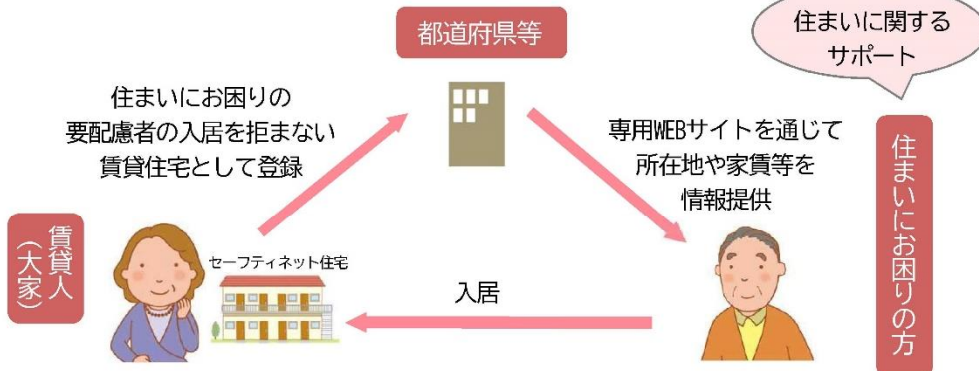 都道府県等
住まいに関する
サポート
住まいにお困りの
要配慮者の入居を拒まない
賃貸住宅として登録
専用WEBサイトを通じて
所在地や家賃等を
情報提供
住まいにお困りの方
賃貸人
（大家）
セーフティネット住宅
入居